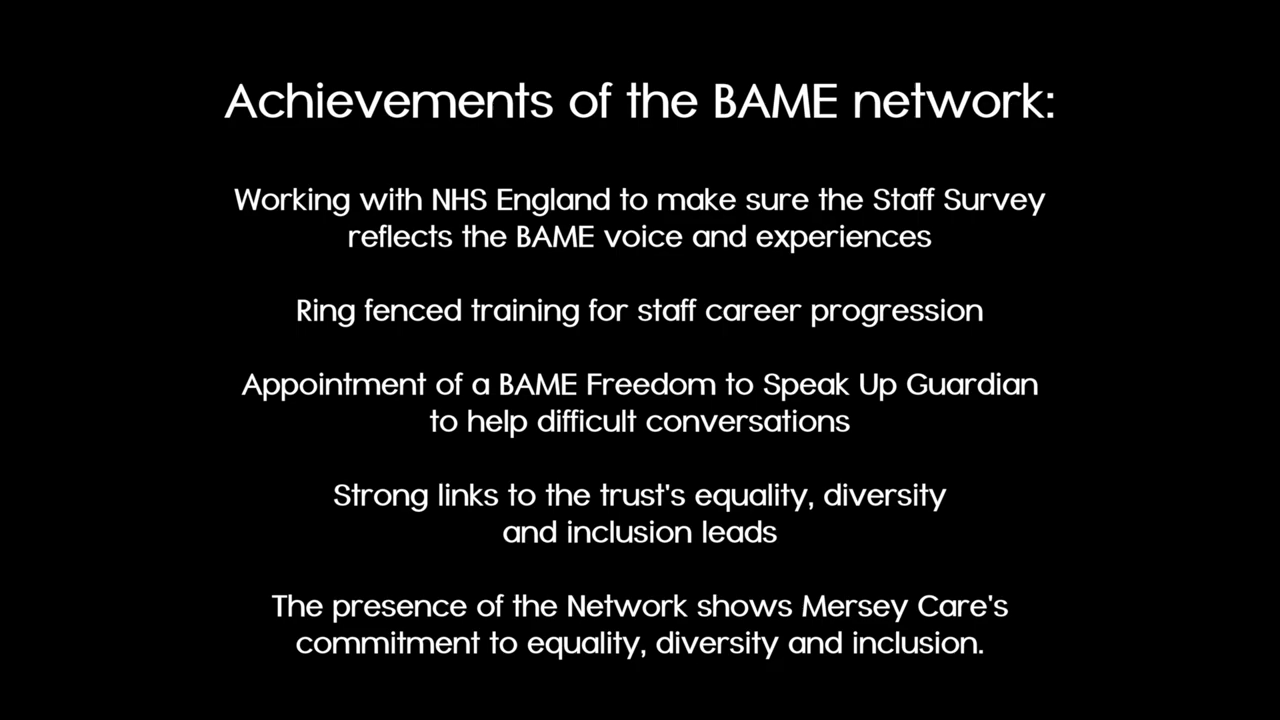 Achievements of the BAME network:
Working with NHS England to make sure the Staff Survey
reflects the BAME voice and experiences
Ring fenced training for staff career progression
Appointment of a BAME Freedom to Speak Up Guardian
to help difficult conversations
Strong links to the trust's equality, diversity
and inclusion leads
The presence of the Network shows Mersey Care's
commitment to equality, diversity and inclusion.